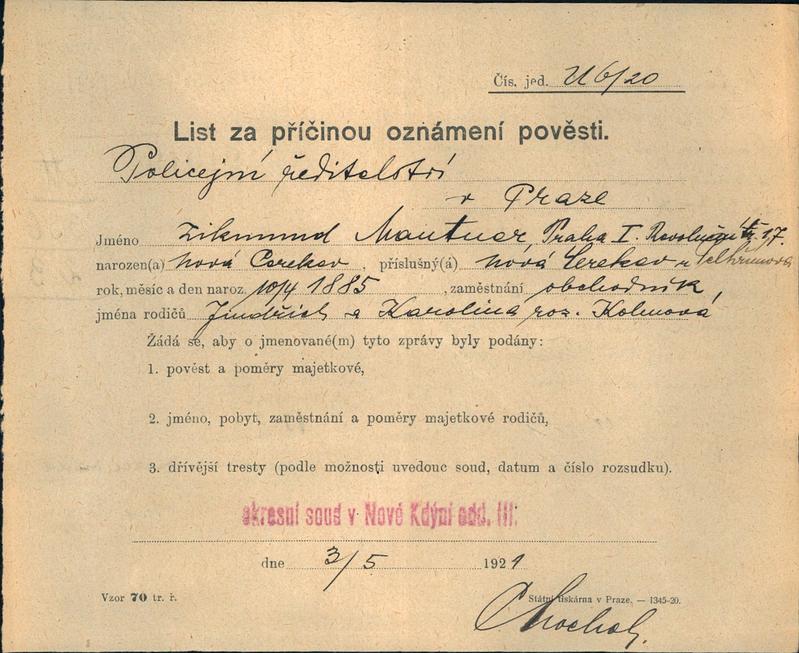 Čís. jed. U 6/20
List za příčinou oznámení pověsti.
Policejní ředitelství
v Praze
Jméno Zikmund Mautner, Praha I. Revoluční tř. 17.
narozen(a) Nová Cerekev, příslušný(á) Nová Cerekev u Pelhřimova
rok, měsíc a den naroz. 10/4 1885, zaměstnání obchodník,
jména rodičů Jindřich a Karolina roz. Kohnová
Žádá se, aby o jmenované(m) tyto zprávy byly podány:
1. pověst a poměry majetkové,
2. jméno, pobyt, zaměstnání a poměry majetkové rodičů,
3. dřívější tresty (podle možnosti uvedouc soud, datum a číslo rozsudku).
okresní soud v Nové Kdýni odd. III.
dne 3/5 1921
Vzor 70 tr. ř.
Státní tiskárna v Praze, — 1345-20.